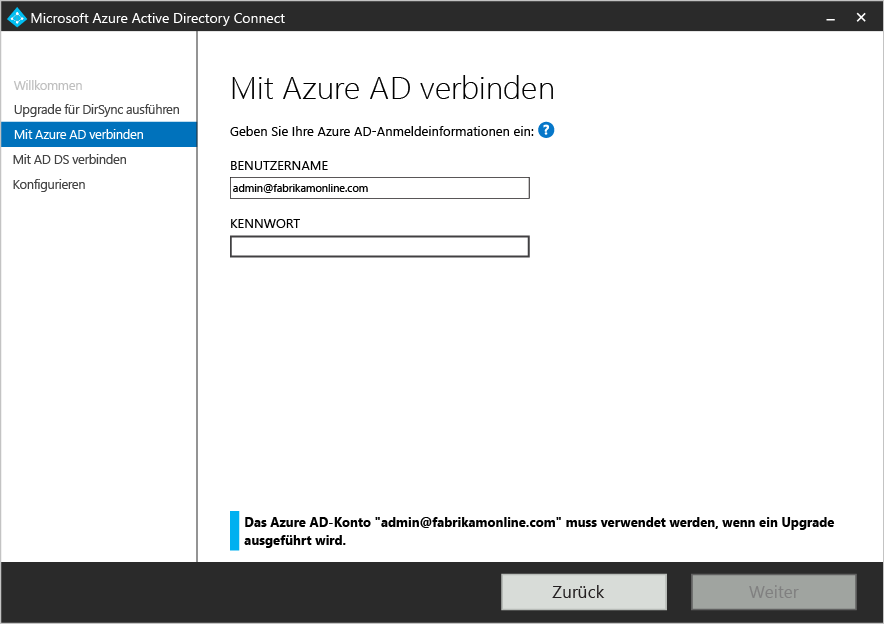 Microsoft Azure Active Directory Connect
Willkommen
Upgrade für DirSync ausführen
Mit Azure AD verbinden
Mit AD DS verbinden
Konfigurieren
Mit Azure AD verbinden
Geben Sie Ihre Azure AD-Anmeldeinformationen ein: ?
BENUTZERNAME
admin@fabrikamonline.com
KENNWORT
Das Azure AD-Konto "admin@fabrikamonline.com" muss verwendet werden, wenn ein Upgrade
ausgeführt wird.
Zurück
Weiter